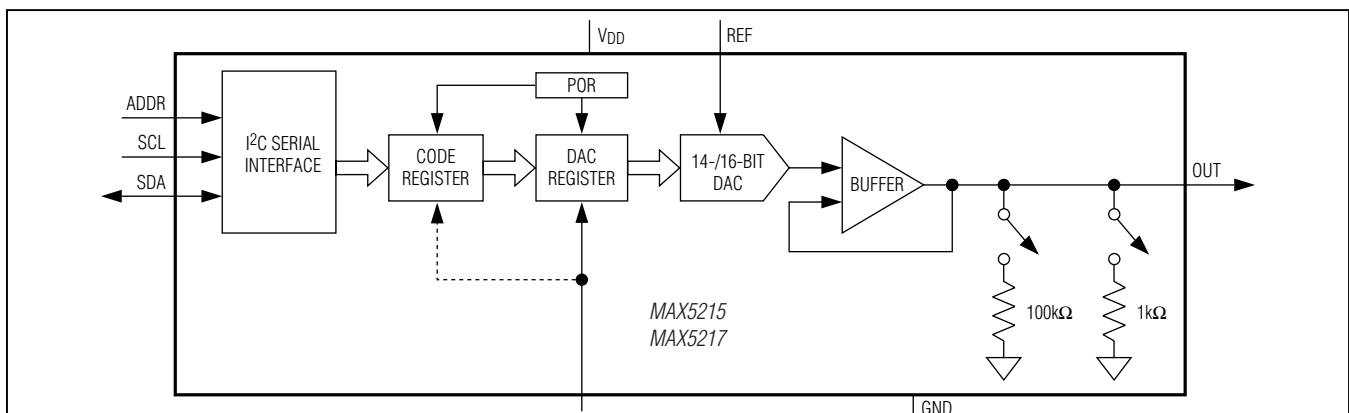 VDD
REF
ADDR
SCL
SDA
I2C SERIAL
INTERFACE
CODE
REGISTER
POR
DAC
REGISTER
14-/16-BIT
DAC
BUFFER
OUT
100kΩ
1kΩ
MAX5215
MAX5217
GND